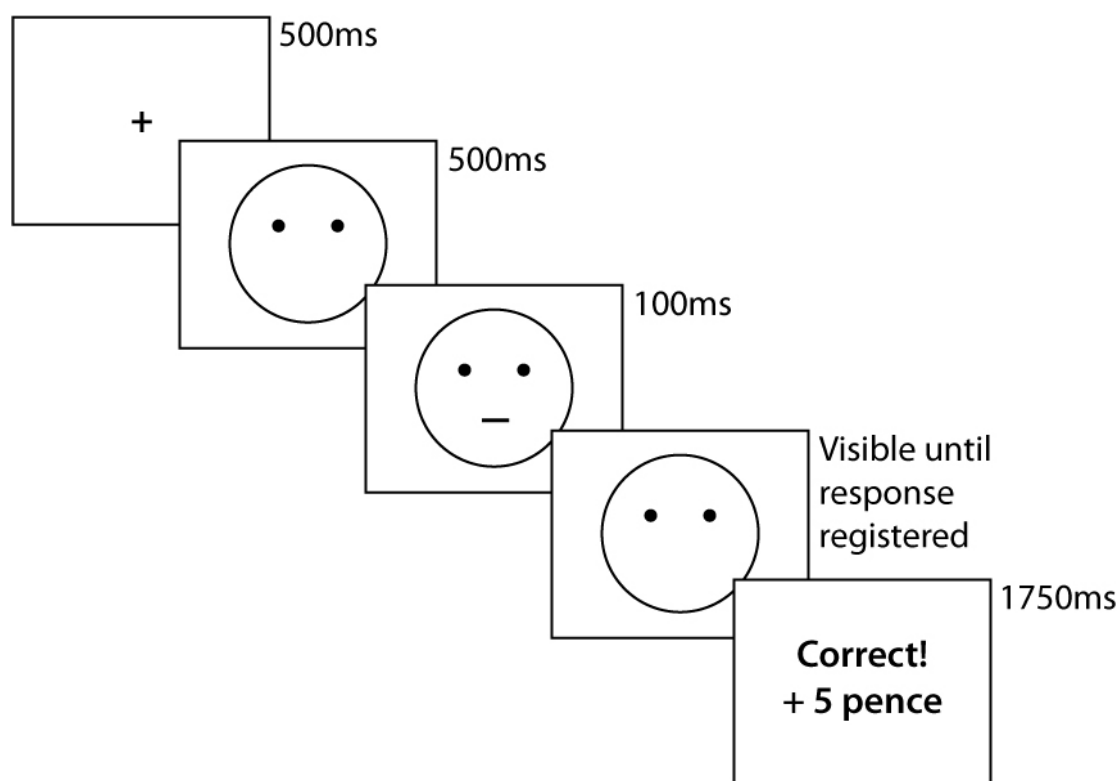 500ms
+
500ms
100ms
Visible until
response
registered
1750ms
Correct!
+ 5 pence